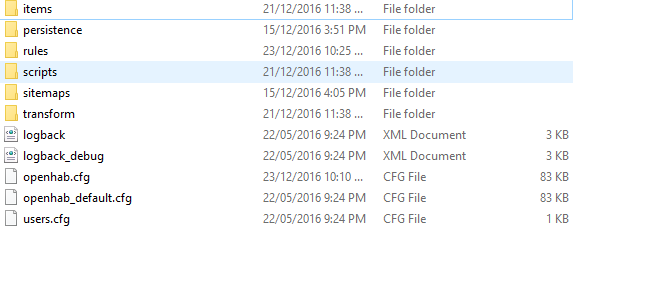 items 21/12/2016 11:38 ... File folder
persistence 15/12/2016 3:51 PM File folder
rules 23/12/2016 10:25 ... File folder
scripts 21/12/2016 11:38 ... File folder
sitemaps 15/12/2016 4:05 PM File folder
transform 21/12/2016 11:38 ... File folder
logback 22/05/2016 9:24 PM XML Document 3 KB
logback_debug 22/05/2016 9:24 PM XML Document 3 KB
openhab.cfg 23/12/2016 10:10 ... CFG File 83 KB
openhab_default.cfg 22/05/2016 9:24 PM CFG File 83 KB
users.cfg 22/05/2016 9:24 PM CFG File 1 KB